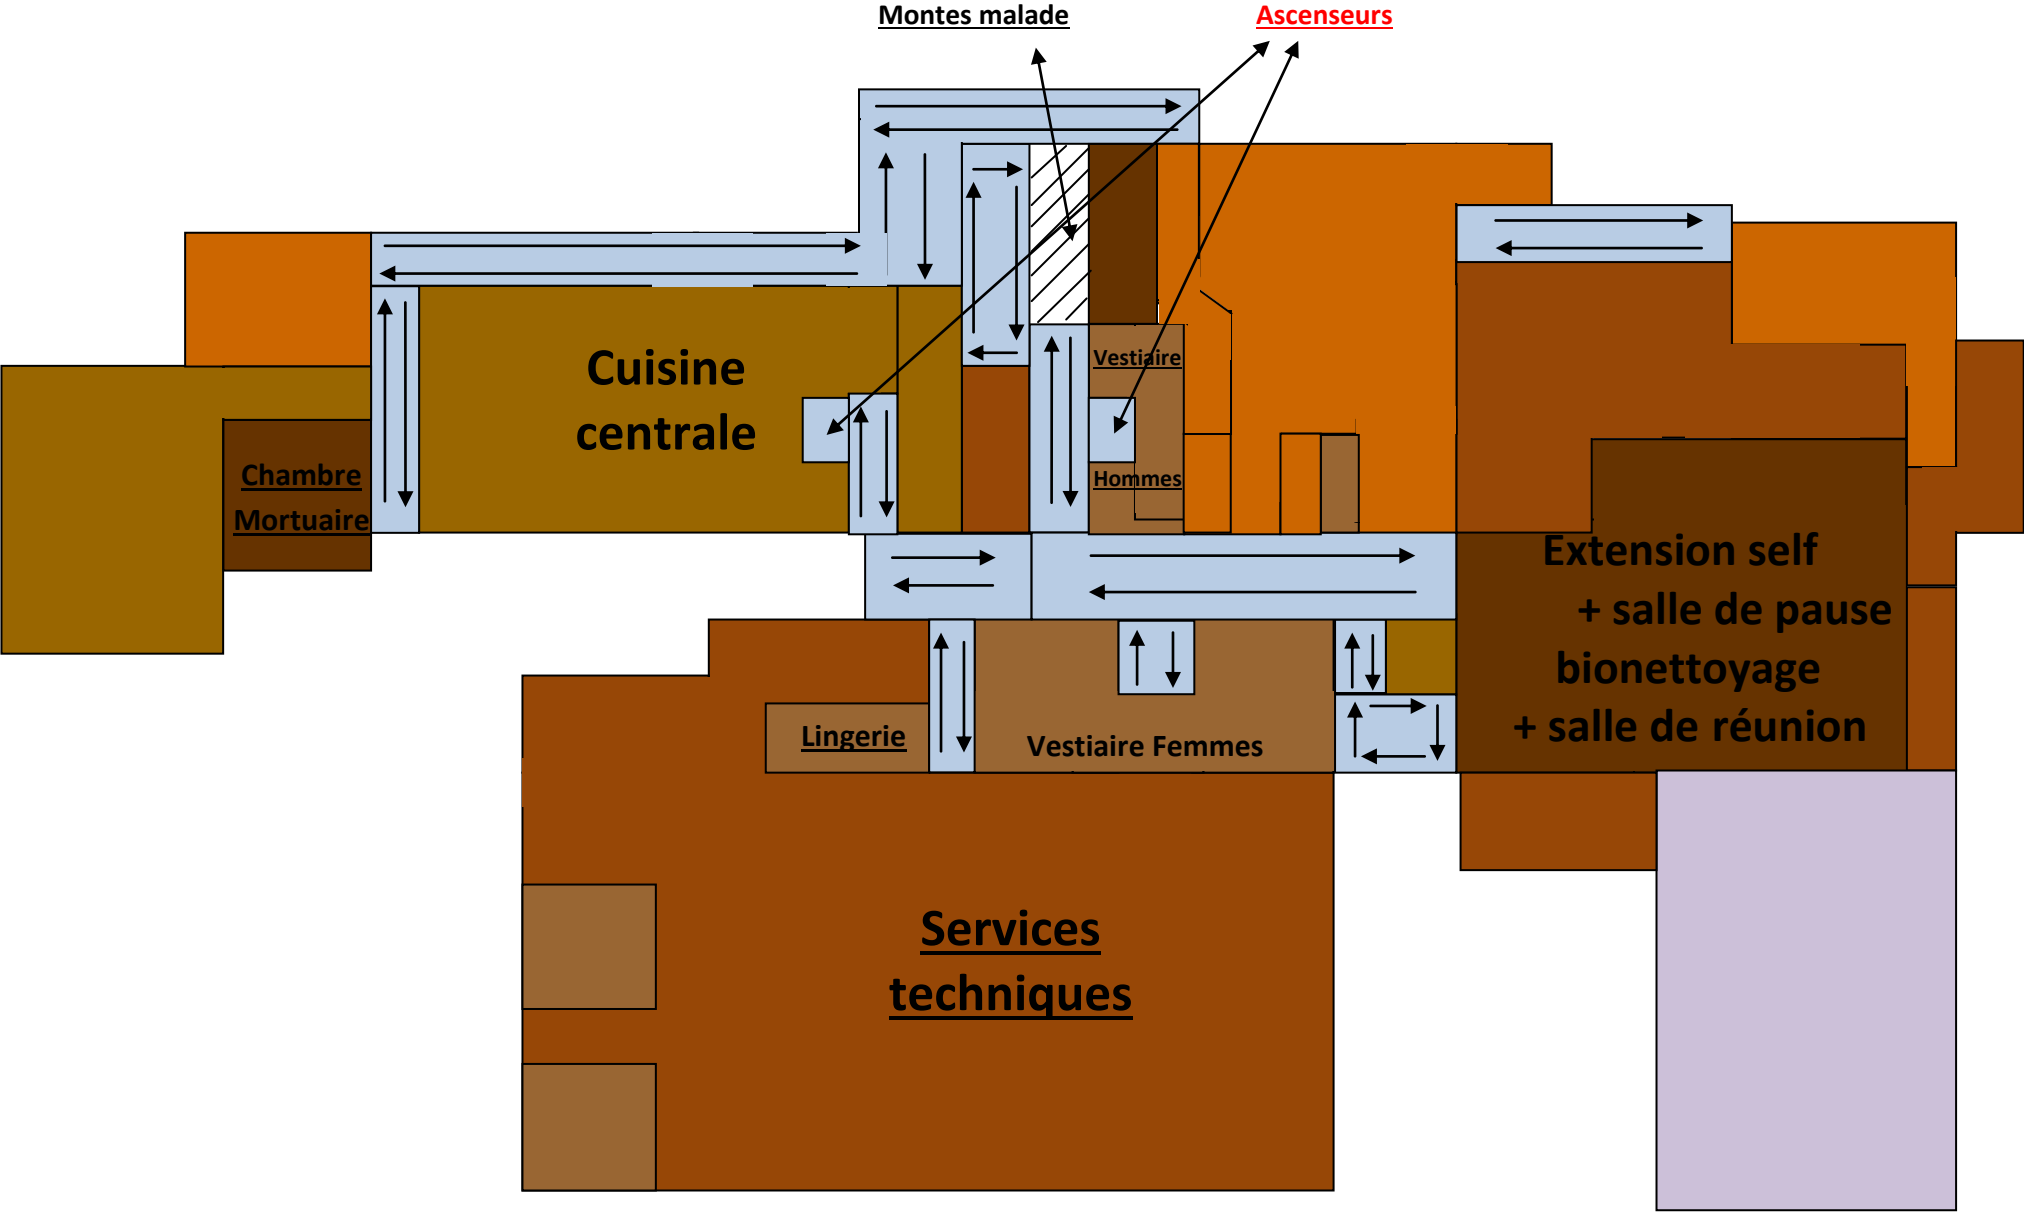 Montes malade
Ascenseurs
Cuisine
centrale
Vestiaire
Hommes
Chambre
Mortuaire
Extension self
+ salle de pause
bionettoyage
+ salle de réunion
Lingerie
Vestiaire Femmes
Services
techniques